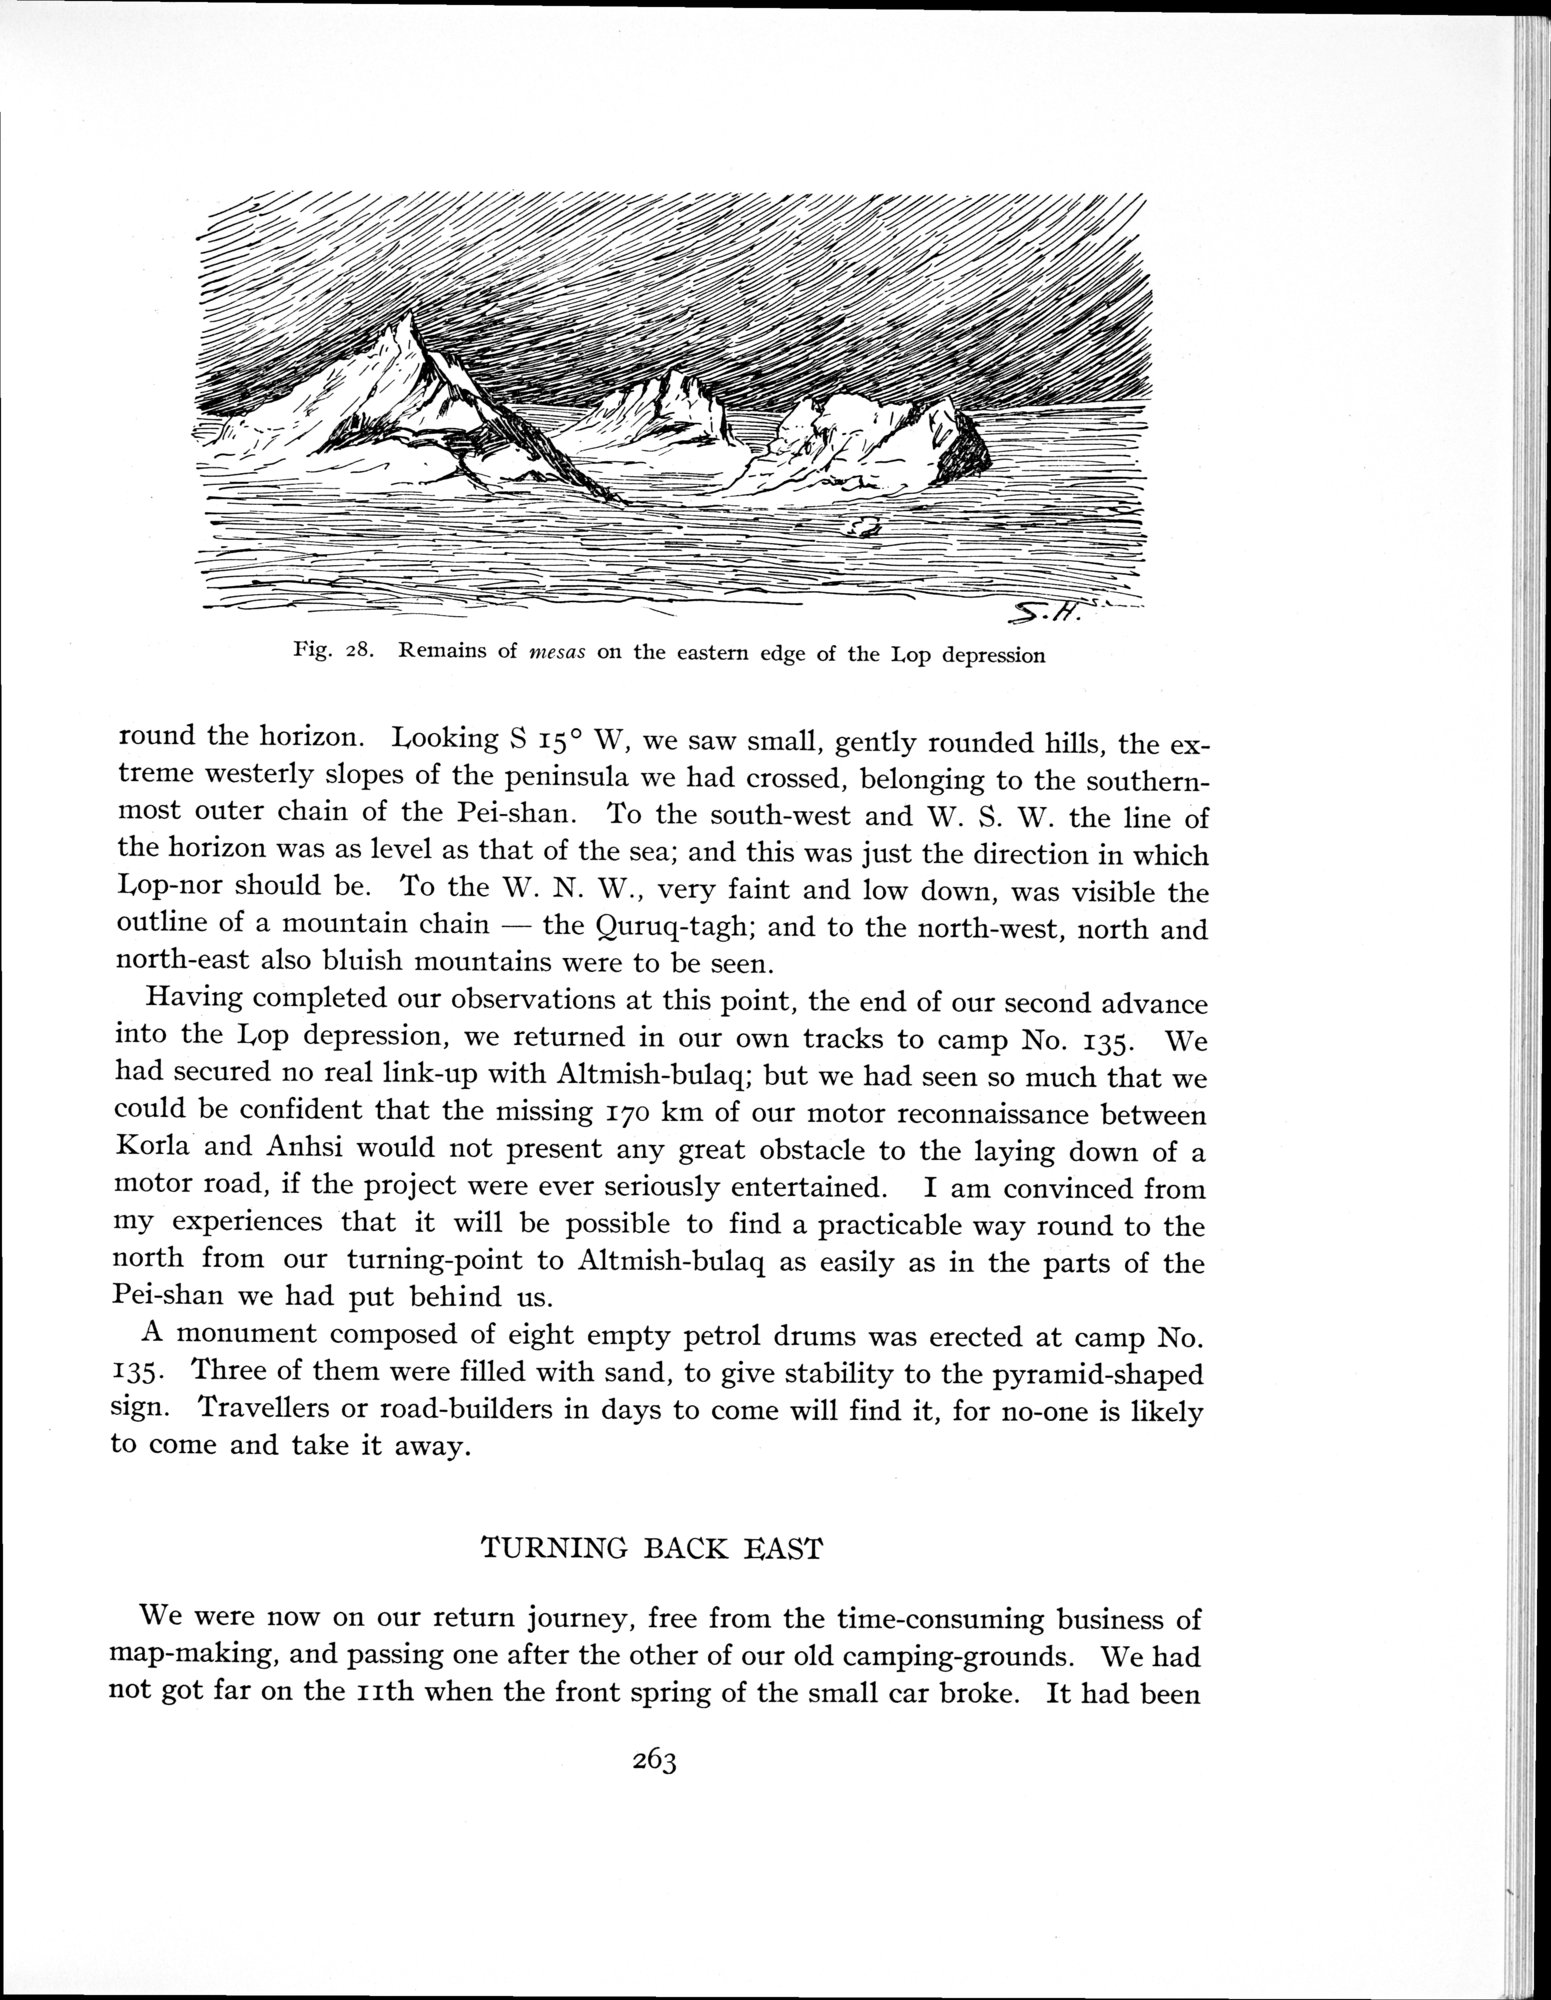 S. H.
Fig. 28. Remains of mesas on the eastern edge of the Lop depression
round the horizon. Looking S 15° W, we saw small, gently rounded hills, the ex-
treme westerly slopes of the peninsula we had crossed, belonging to the southern-
most outer chain of the Pei-shan. To the south-west and W. S. W. the line of
the horizon was as level as that of the sea; and this was just the direction in which
Lop-nor should be. To the W. N. W., very faint and low down, was visible the
outline of a mountain chain — the Quruq-tagh; and to the north-west, north and
north-east also bluish mountains were to be seen.
Having completed our observations at this point, the end of our second advance
into the Lop depression, we returned in our own tracks to camp No. 135. We
had secured no real link-up with Altmish-bulaq; but we had seen so much that we
could be confident that the missing 170 km of our motor reconnaissance between
Korla and Anhsi would not present any great obstacle to the laying down of a
motor road, if the project were ever seriously entertained. I am convinced from
my experiences that it will be possible to find a practicable way round to the
north from our turning-point to Altmish-bulaq as easily as in the parts of the
Pei-shan we had put behind us.
A monument composed of eight empty petrol drums was erected at camp No.
135. Three of them were filled with sand, to give stability to the pyramid-shaped
sign. Travellers or road-builders in days to come will find it, for no-one is likely
to come and take it away.
TURNING BACK EAST
We were now on our return journey, free from the time-consuming business of
map-making, and passing one after the other of our old camping-grounds. We had
not got far on the 11th when the front spring of the small car broke. It had been
263